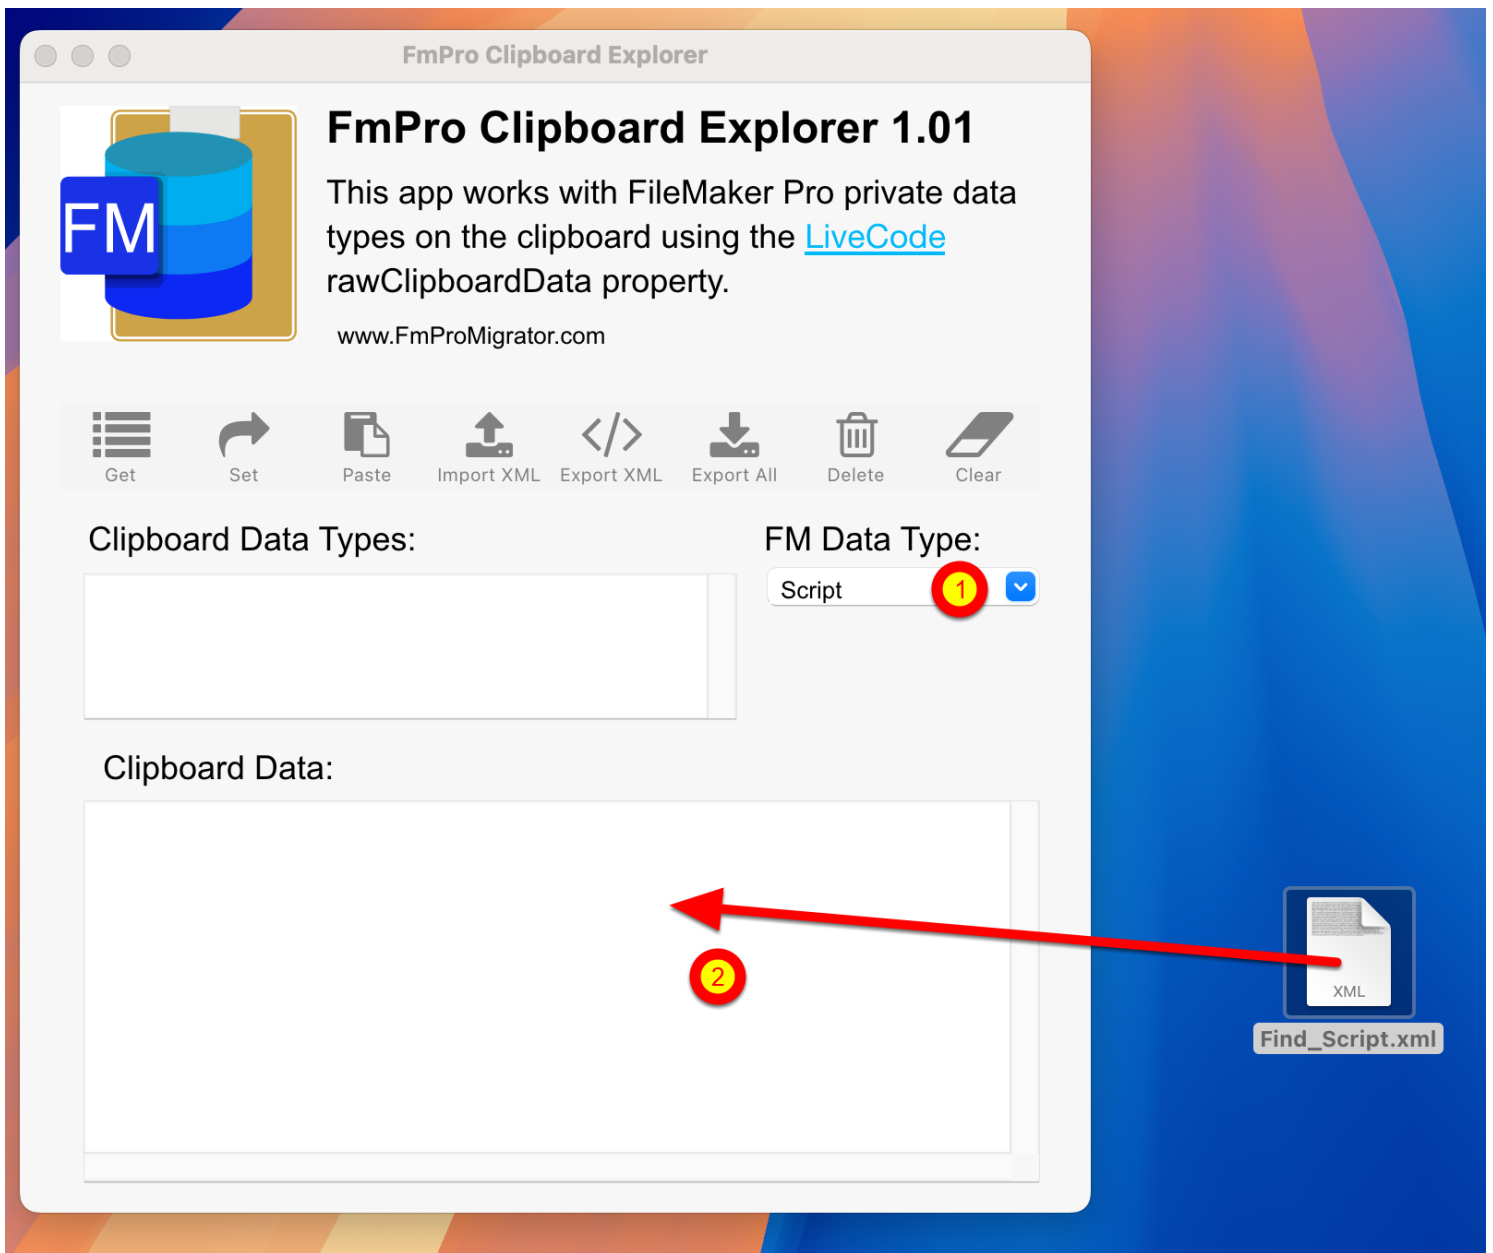 FmPro Clipboard Explorer
FM
FmPro Clipboard Explorer 1.01
This app works with FileMaker Pro private data
types on the clipboard using the LiveCode
rawClipboardData property.
www.FmProMigrator.com
Get
Set
Paste
Import XML
Export XML
Export All
Delete
Clear
Clipboard Data Types:
FM Data Type:
Script
1
Clipboard Data:
2
XML
Find_Script.xml